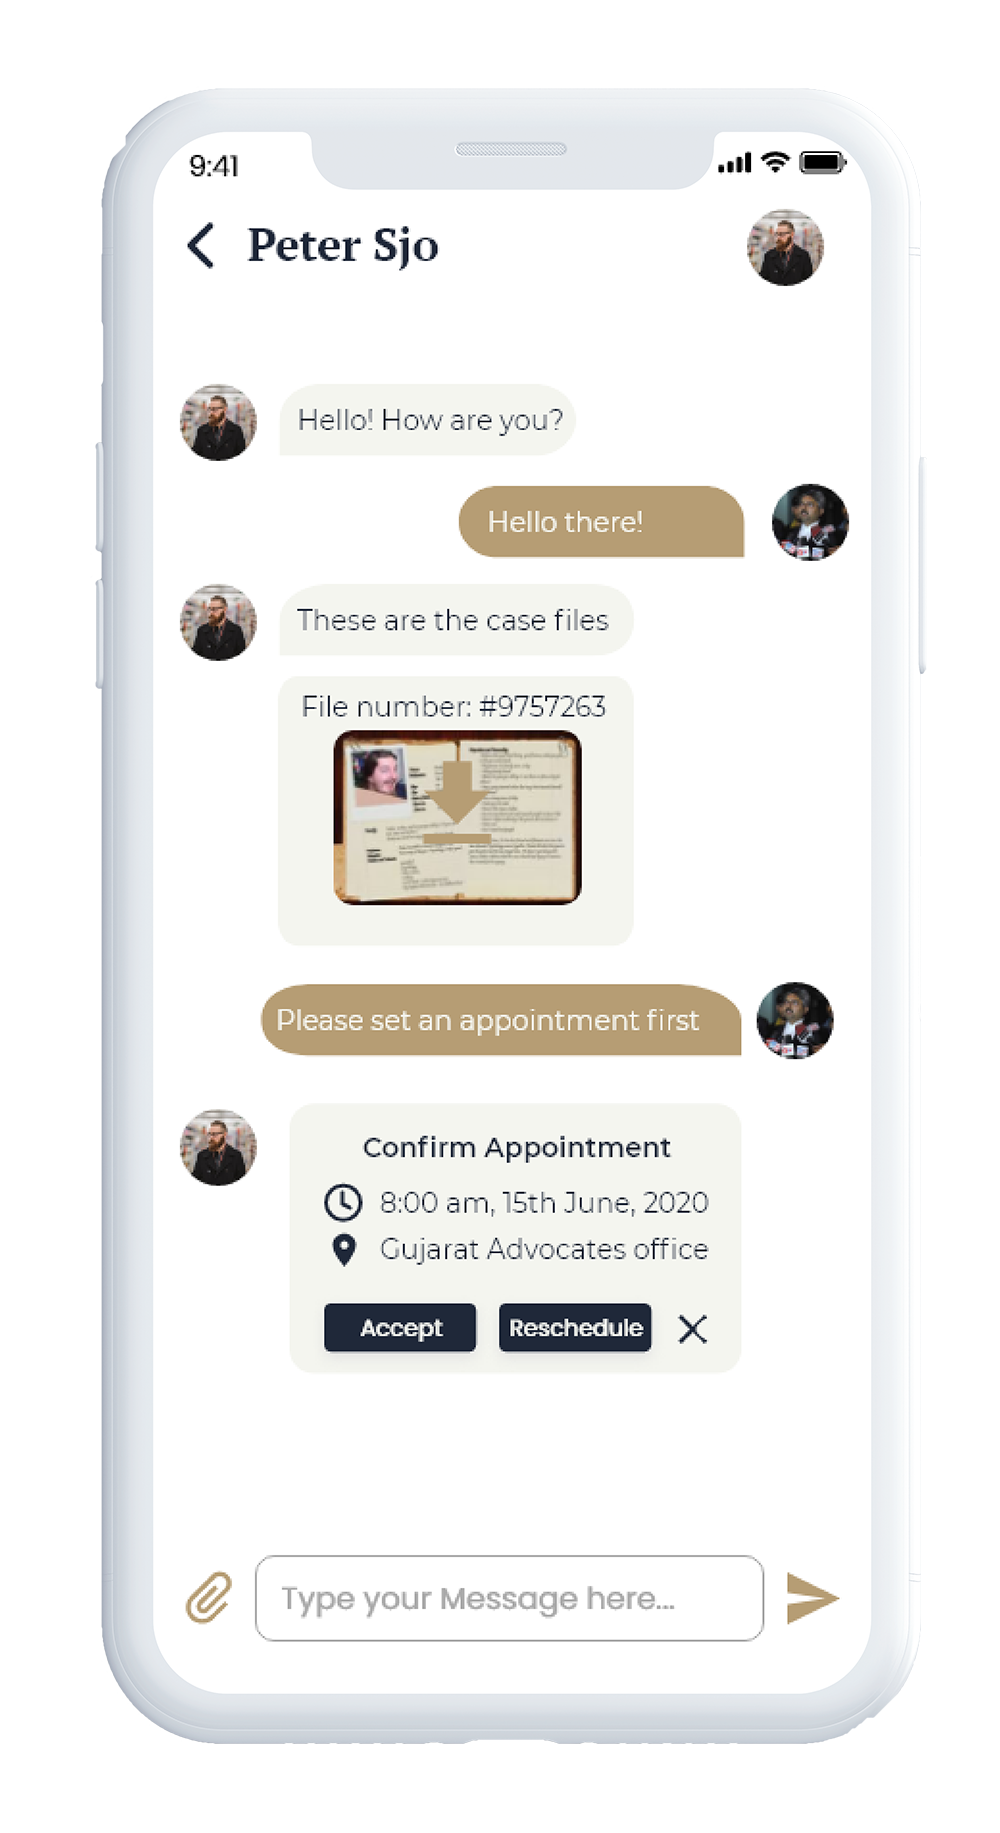 9:41
Peter Sjo
Hello! How are you?
Hello there!
These are the case files
File number: #9757263
Please set an appointment first
Confirm Appointment
8:00 am, 15th June, 2020
Gujarat Advocates office
Accept
Reschedule
Type your Message here...